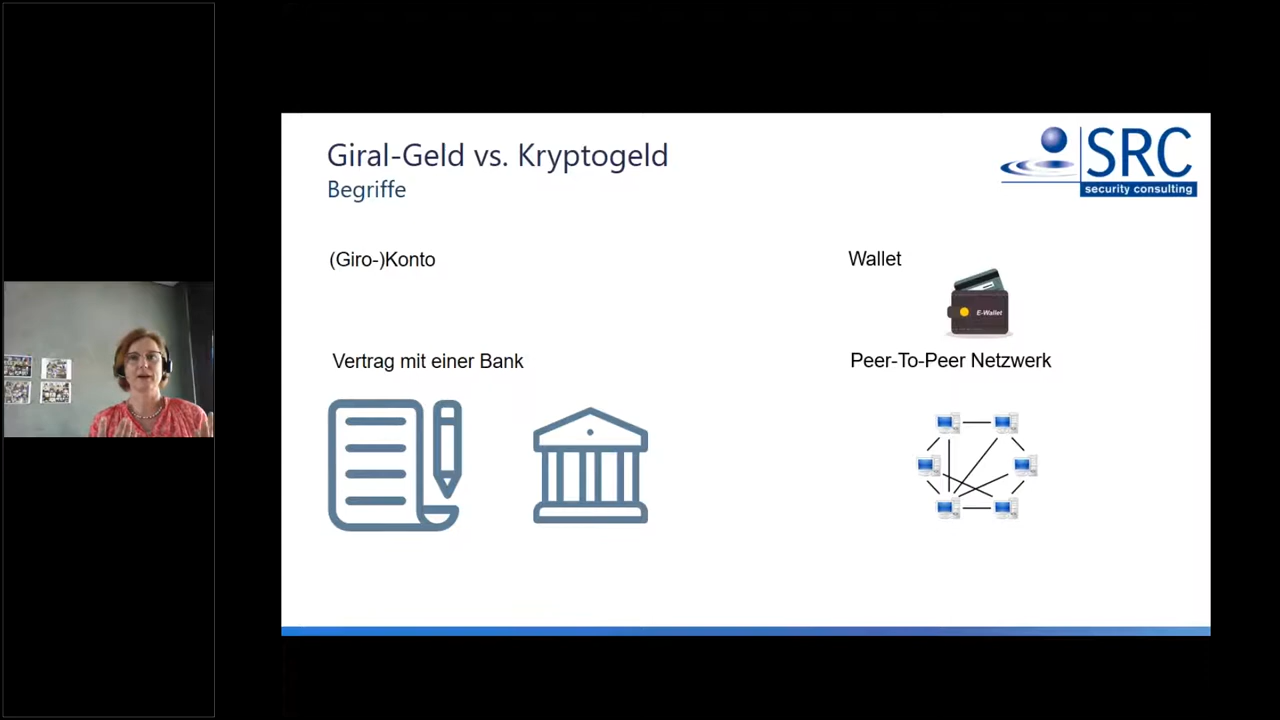 Giral-Geld vs. Kryptogeld
Begriffe
SRC
security consulting
(Giro-)Konto
Wallet
E-Wallet
Vertrag mit einer Bank
Peer-To-Peer Netzwerk